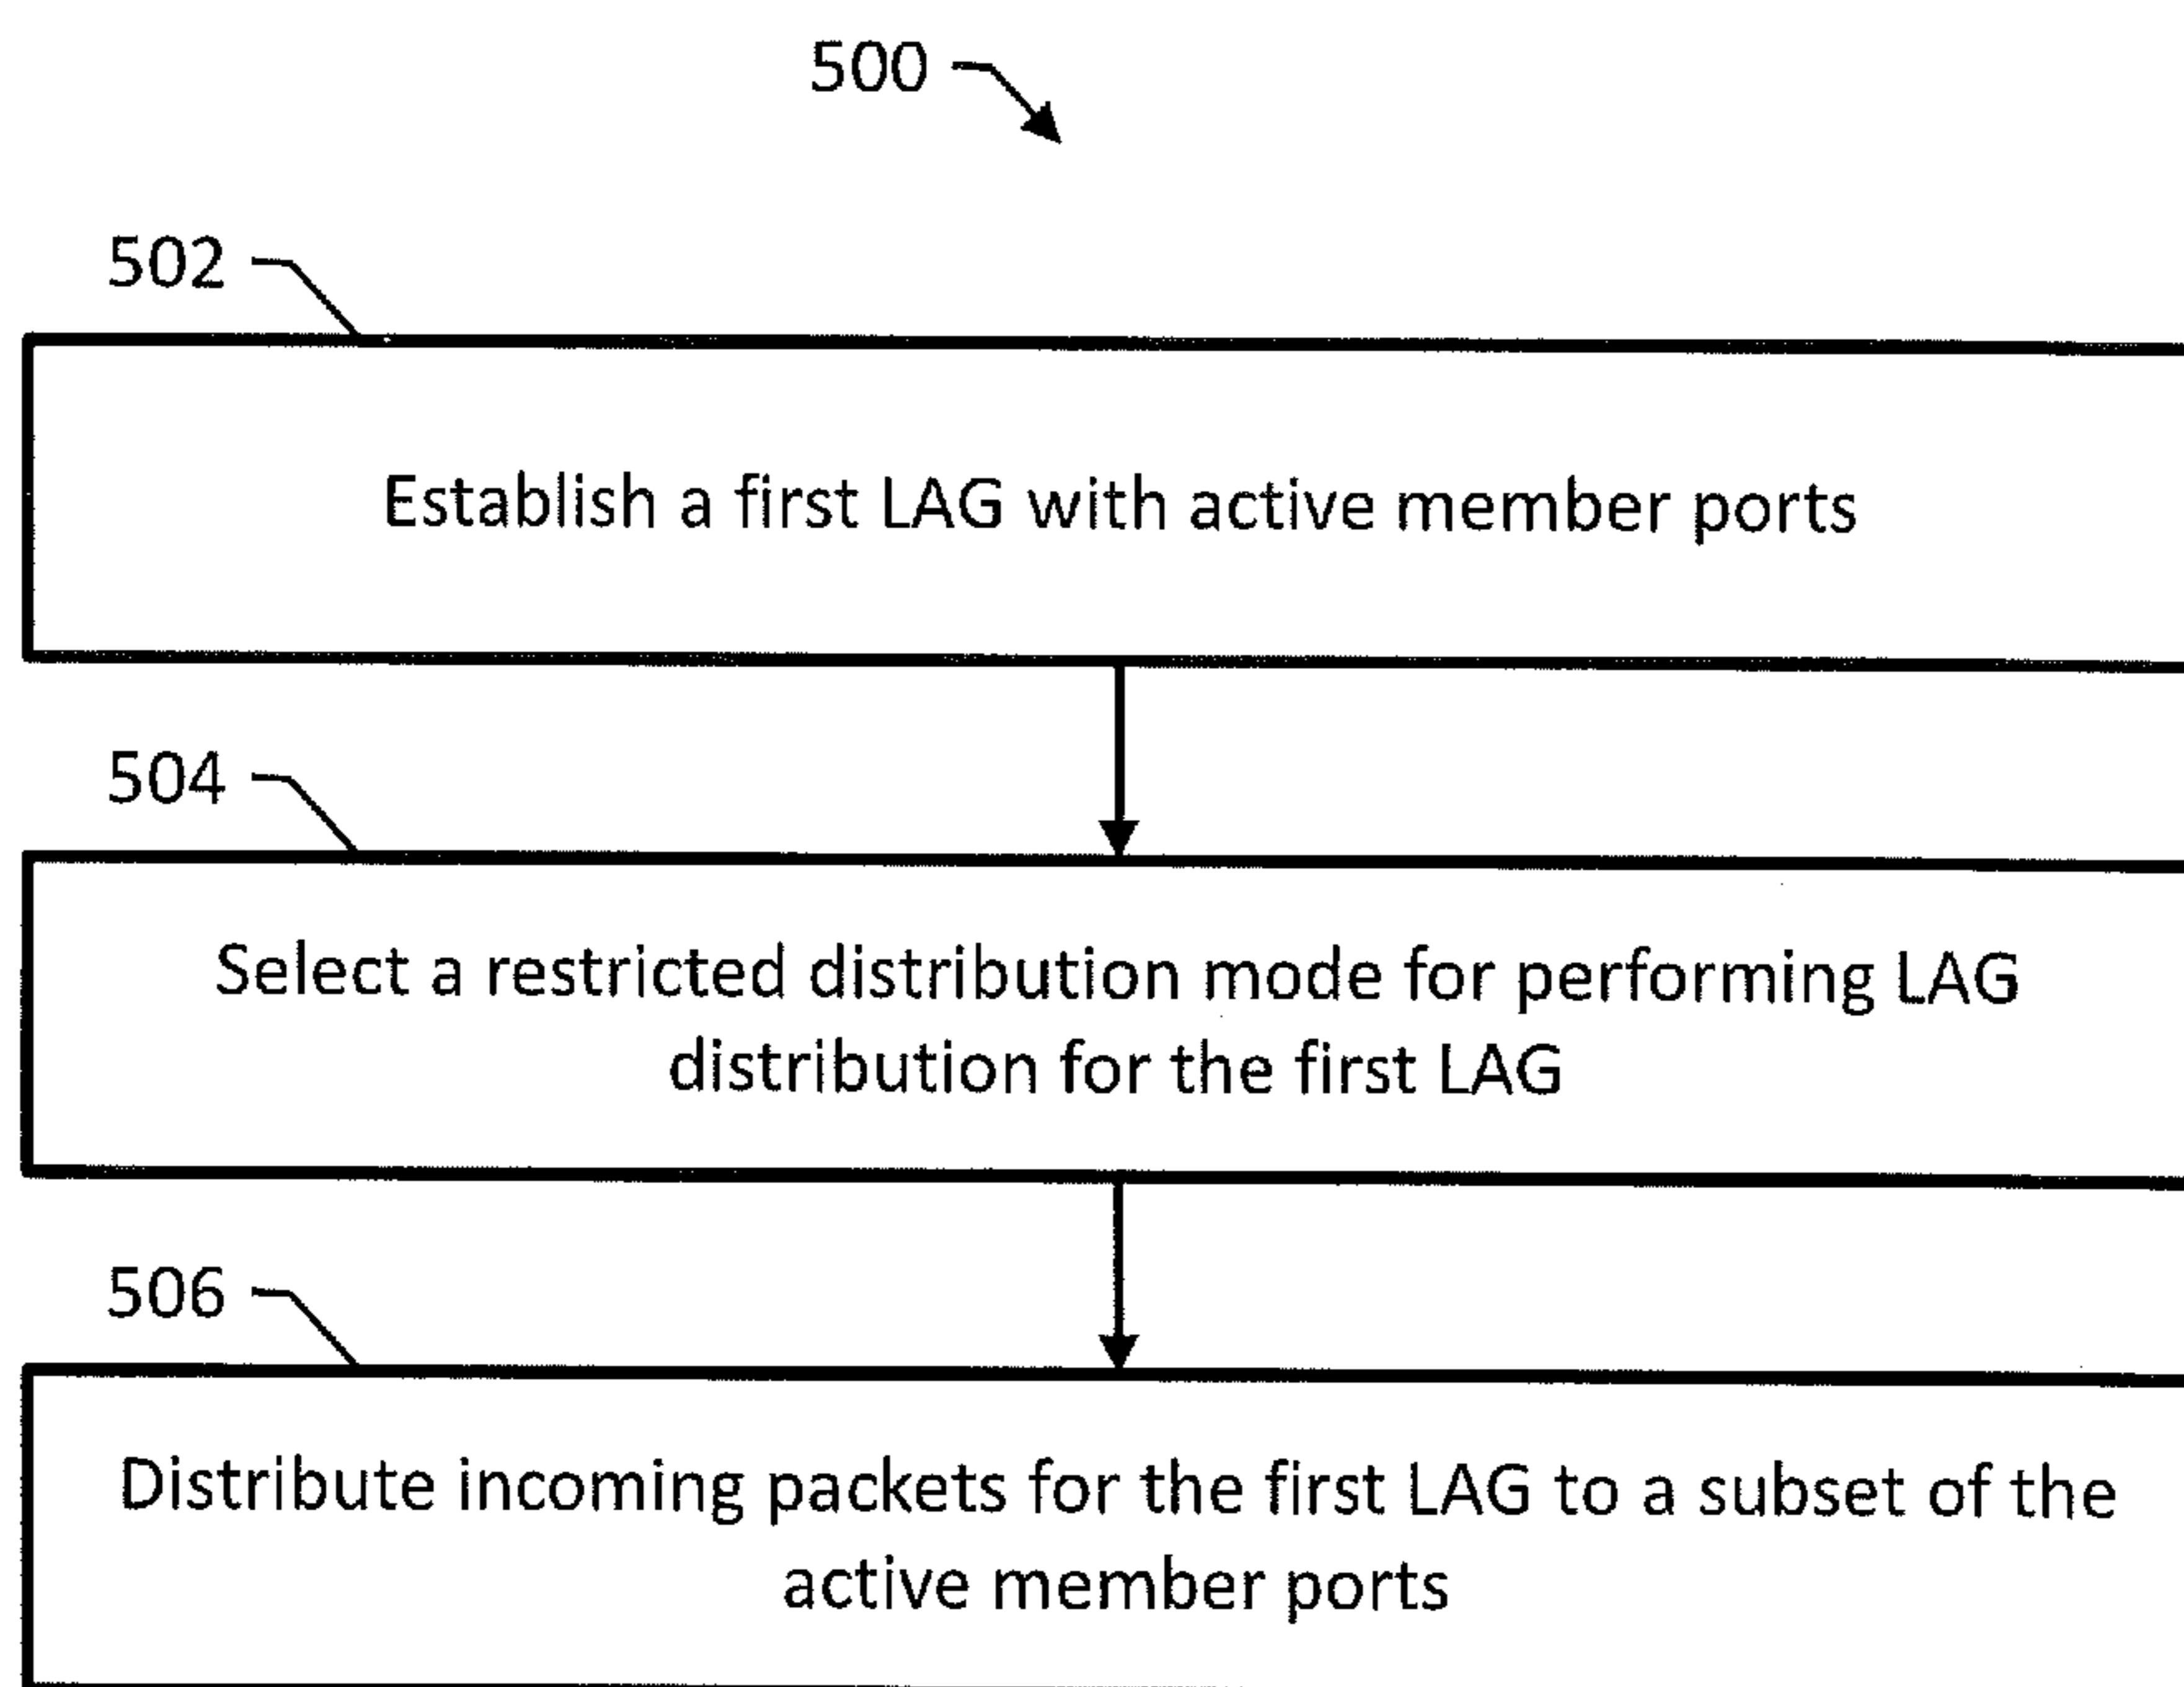 500
502
Establish a first LAG with active member ports
504
Select a restricted distribution mode for performing LAG
distribution for the first LAG
506
Distribute incoming packets for the first LAG to a subset of the
active member ports